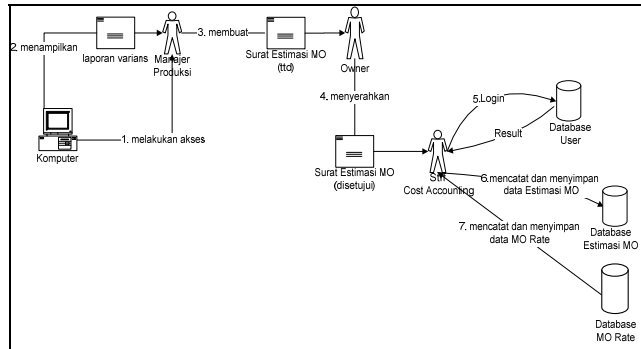 2. menampilkan
laporan varians
Manajer
Produksi
3. membuat
Surat Estimasi MO
(ttd)
Owner
Komputer
1. melakukan akses
4. menyerahkan
Surat Estimasi MO
(disetujui)
Stff
Cost Accounting
5.Login
Result
Database
User
6.mencatat dan menyimpan
data Estimasi MO
Database
Estimasi MO
7. mencatat dan menyimpan
data MO Rate
Database
MO Rate